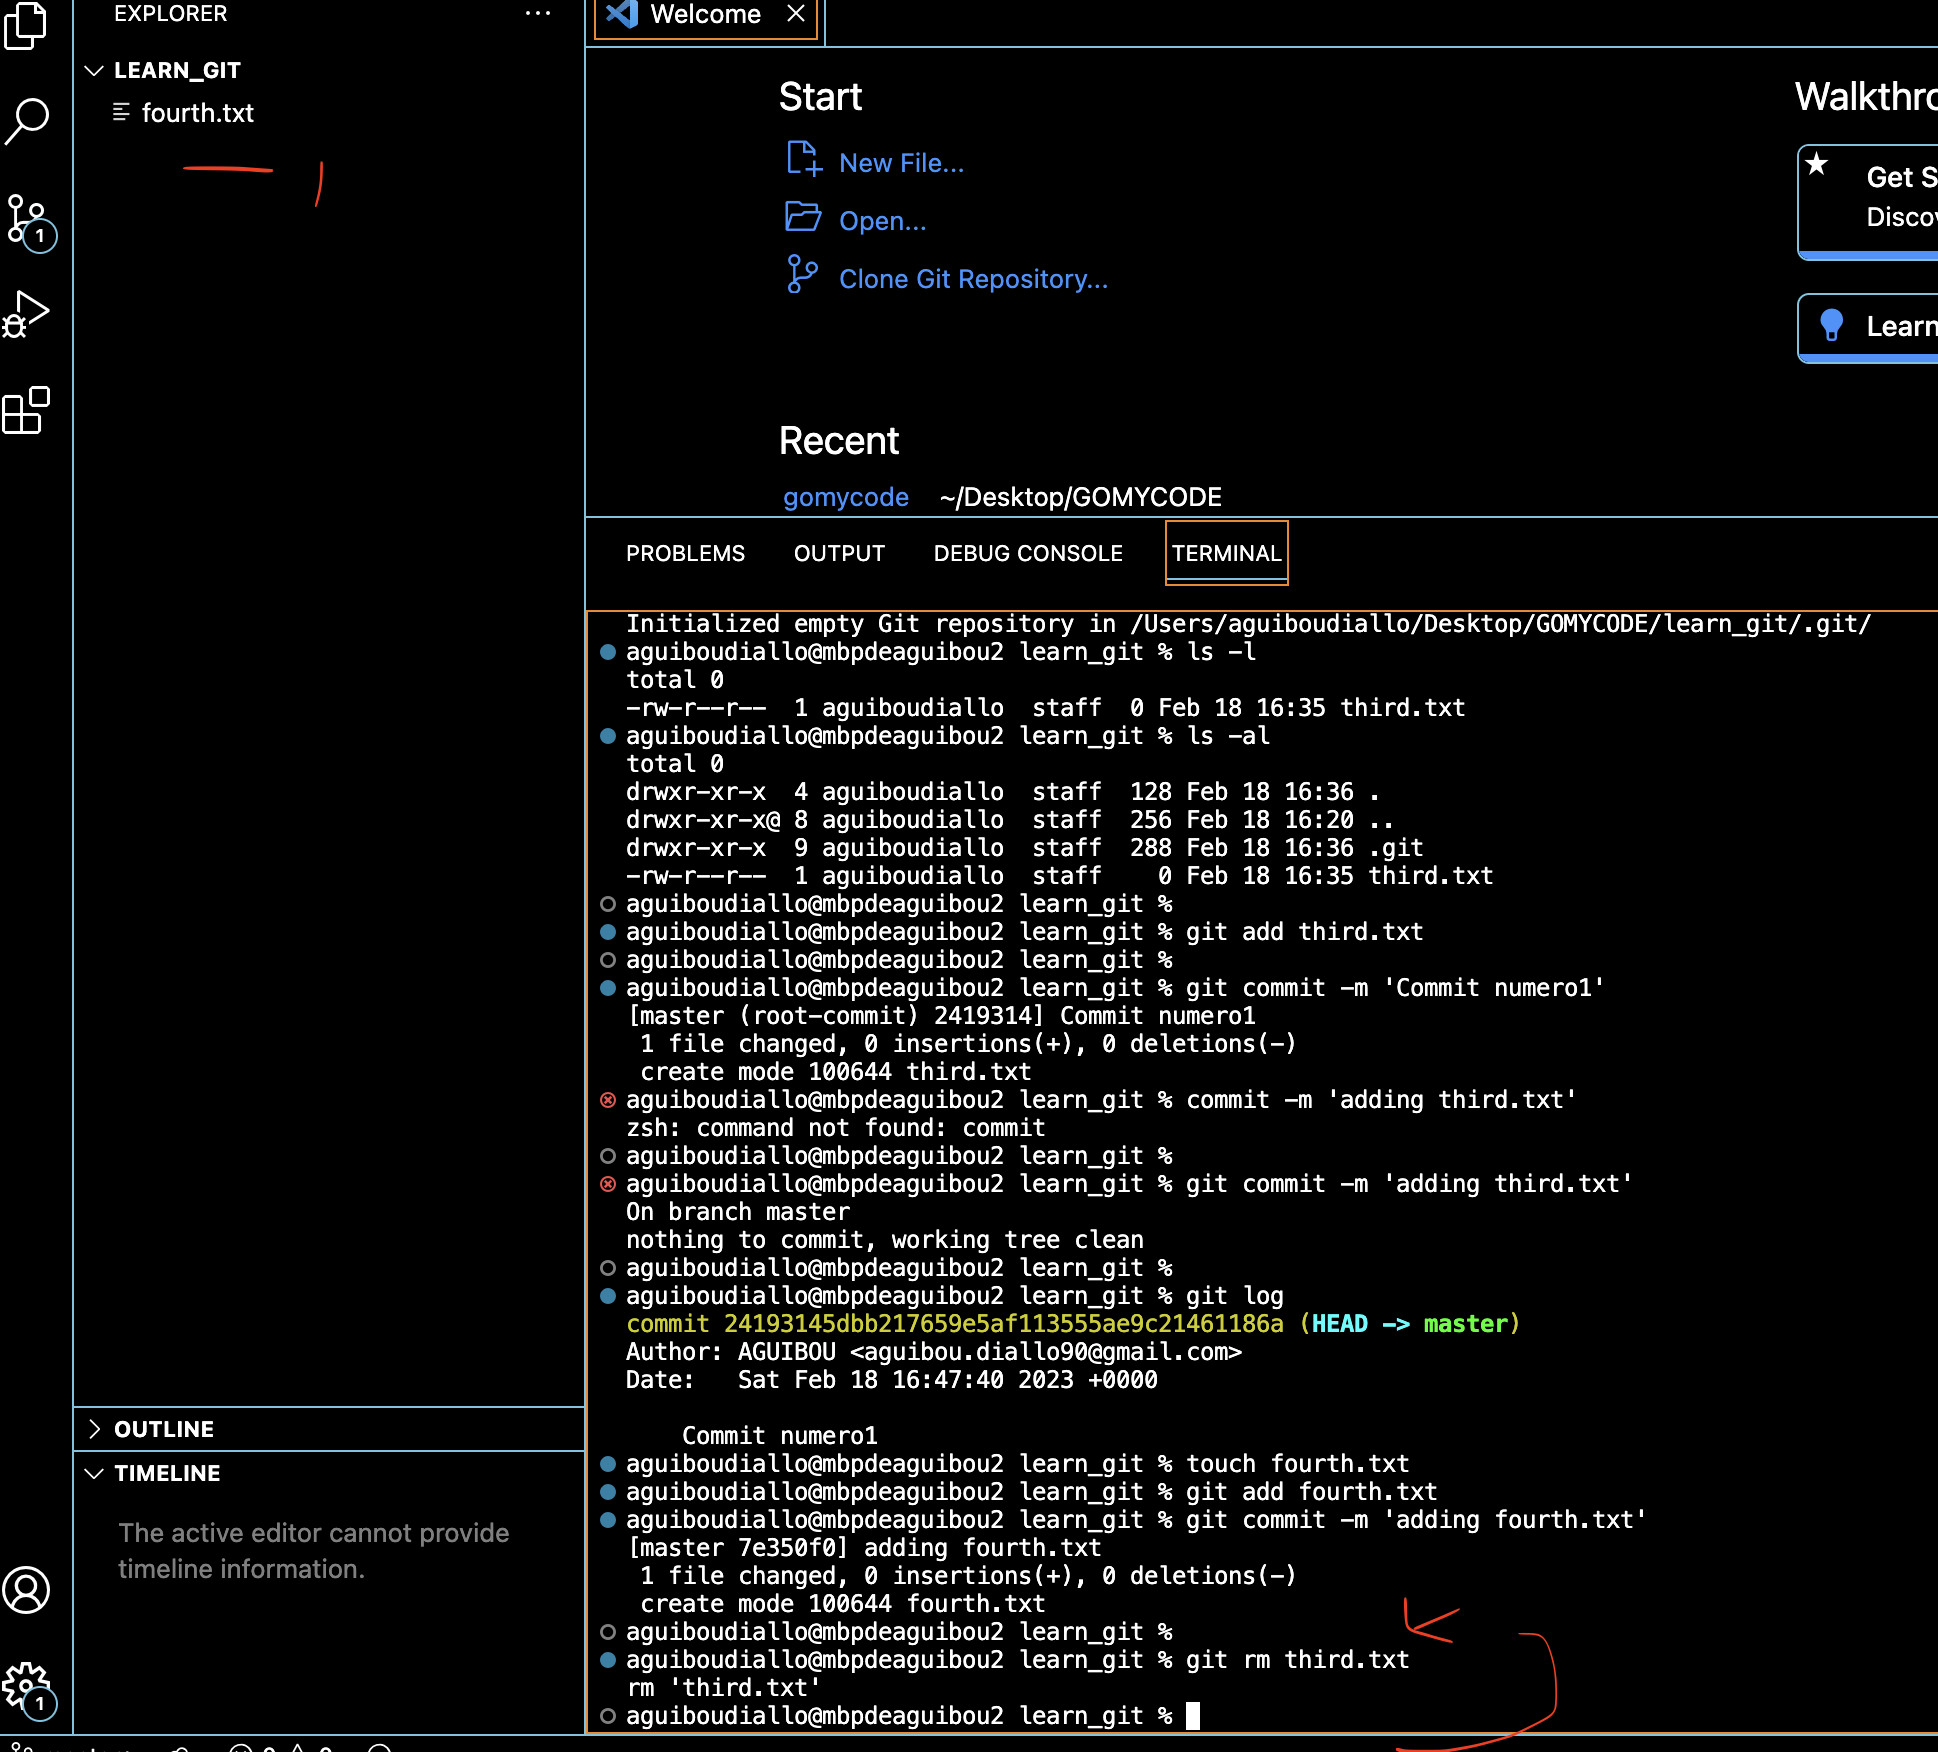 EXPLORER
LEARN_GIT
fourth.txt
1
Welcome
Start
New File...
Open...
Clone Git Repository...
Recent
gomycode ~/Desktop/GOMYCODE
Get S
Learn
PROBLEMS OUTPUT DEBUG CONSOLE TERMINAL
Initialized empty Git repository in /Users/aguiboudiallo/Desktop/GOMYCODE/learn_git/.git/
aguiboudiallo@mbpdeaguibou2 learn_git % ls -l
total 0
-rw-r--r--  1 aguiboudiallo  staff  0 Feb 18 16:35 third.txt
aguiboudiallo@mbpdeaguibou2 learn_git % ls -al
total 0
drwxr-xr-x  4 aguiboudiallo  staff  128 Feb 18 16:36 .
drwxr-xr-x@ 8 aguiboudiallo  staff  256 Feb 18 16:20 ..
drwxr-xr-x  9 aguiboudiallo  staff  288 Feb 18 16:36 .git
-rw-r--r--  1 aguiboudiallo  staff    0 Feb 18 16:35 third.txt
aguiboudiallo@mbpdeaguibou2 learn_git %
aguiboudiallo@mbpdeaguibou2 learn_git % git add third.txt
aguiboudiallo@mbpdeaguibou2 learn_git %
aguiboudiallo@mbpdeaguibou2 learn_git % git commit -m 'Commit numero1'
[master (root-commit) 2419314] Commit numero1
 1 file changed, 0 insertions(+), 0 deletions(-)
 create mode 100644 third.txt
aguiboudiallo@mbpdeaguibou2 learn_git % commit -m 'adding third.txt'
zsh: command not found: commit
aguiboudiallo@mbpdeaguibou2 learn_git %
aguiboudiallo@mbpdeaguibou2 learn_git % git commit -m 'adding third.txt'
On branch master
nothing to commit, working tree clean
aguiboudiallo@mbpdeaguibou2 learn_git %
aguiboudiallo@mbpdeaguibou2 learn_git % git log
commit 24193145dbb217659e5af113555ae9c21461186a (HEAD -> master)
Author: AGUIBOU <aguibou.diallo90@gmail.com>
Date:   Sat Feb 18 16:47:40 2023 +0000
    Commit numero1
aguiboudiallo@mbpdeaguibou2 learn_git % touch fourth.txt
aguiboudiallo@mbpdeaguibou2 learn_git % git add fourth.txt
aguiboudiallo@mbpdeaguibou2 learn_git % git commit -m 'adding fourth.txt'
[master 7e350f0] adding fourth.txt
 1 file changed, 0 insertions(+), 0 deletions(-)
 create mode 100644 fourth.txt
aguiboudiallo@mbpdeaguibou2 learn_git %
aguiboudiallo@mbpdeaguibou2 learn_git % git rm third.txt
rm 'third.txt'
aguiboudiallo@mbpdeaguibou2 learn_git %
OUTLINE
TIMELINE
The active editor cannot provide
timeline information.
1